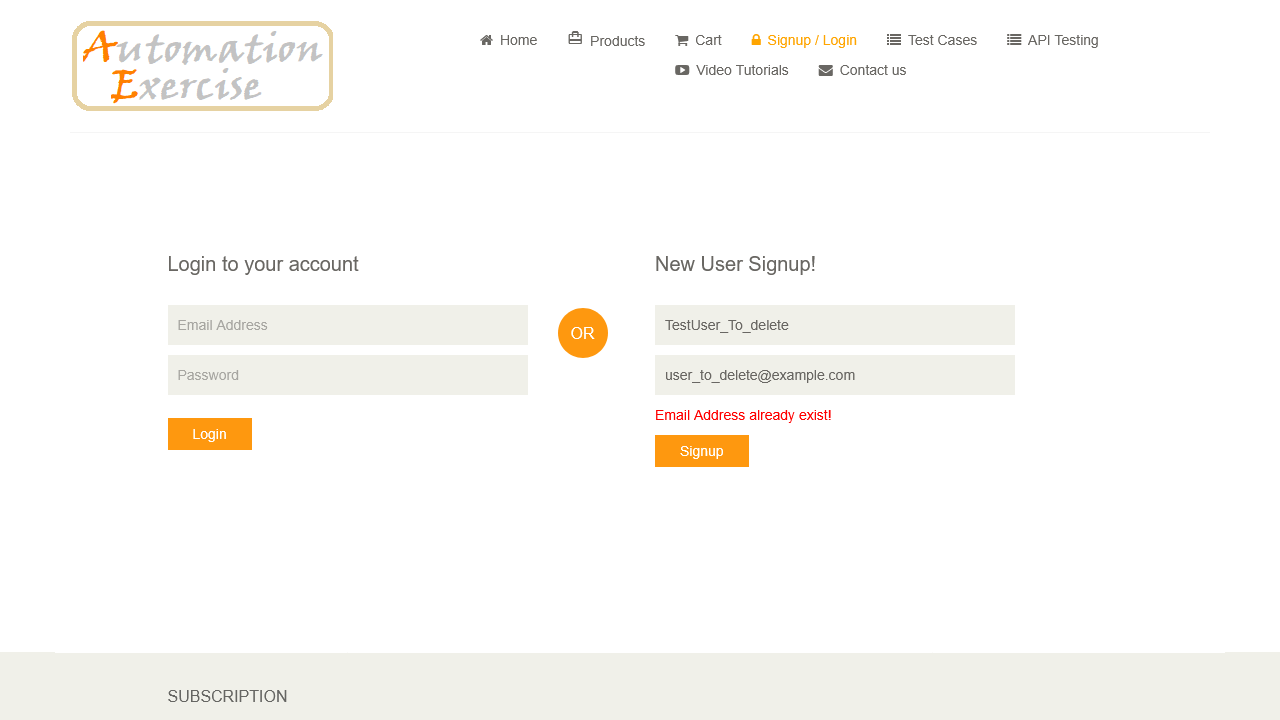 Automation
Exercise
Home
Products
Cart
Signup / Login
Test Cases
API Testing
Video Tutorials
Contact us
Login to your account
Email Address
Password
Login
OR
New User Signup!
TestUser_To_delete
user_to_delete@example.com
Email Address already exist!
Signup
SUBSCRIPTION